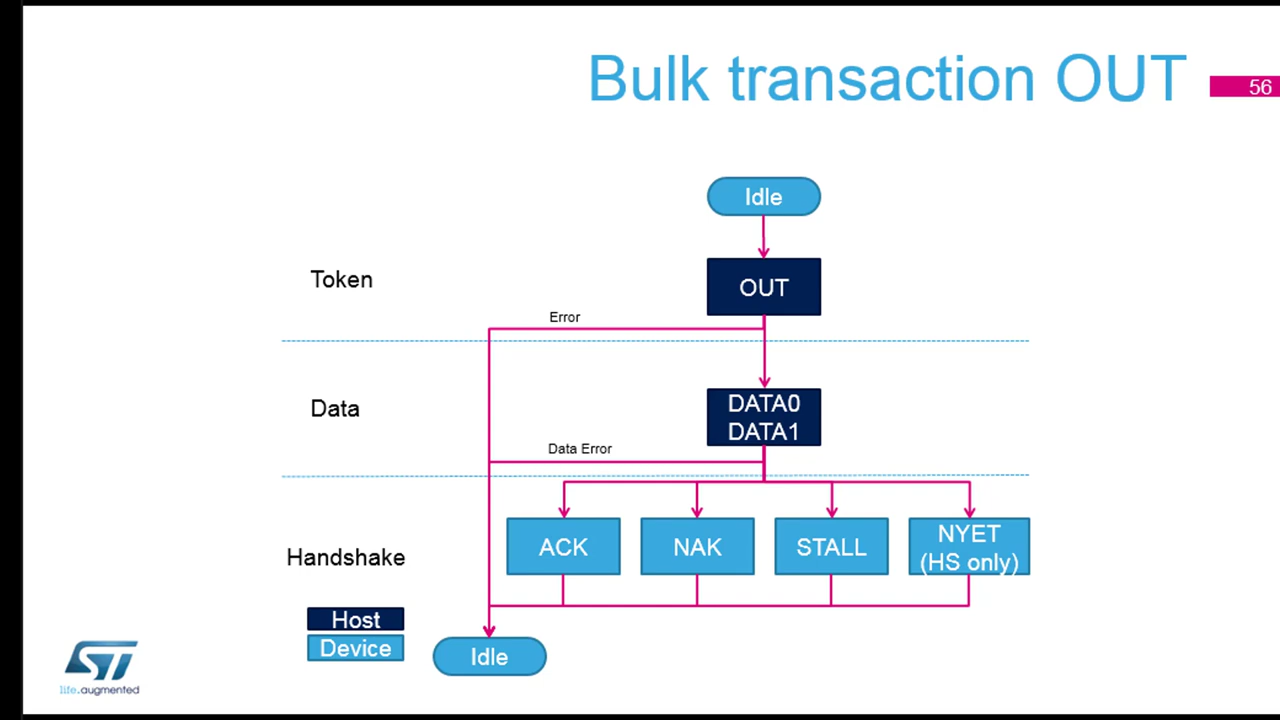 Bulk transaction OUT
56
Idle
Token
OUT
Error
Data
DATA0
DATA1
Data Error
Handshake
ACK
NAK
STALL
NYET
(HS only)
Host
Device
Idle
ST
life.augmented